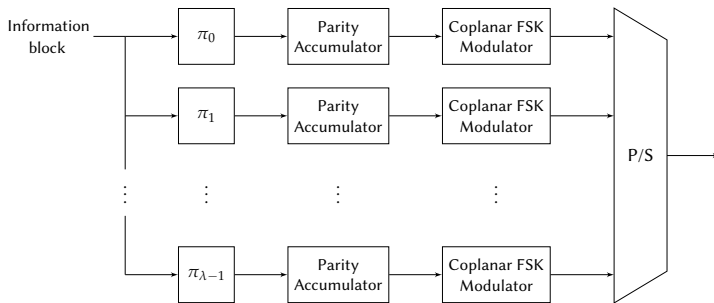 Information
block
π₀
Parity
Accumulator
Coplanar FSK
Modulator
π₁
Parity
Accumulator
Coplanar FSK
Modulator
P/S
⋮ ⋮ ⋮ ⋮
π_{λ−1}
Parity
Accumulator
Coplanar FSK
Modulator